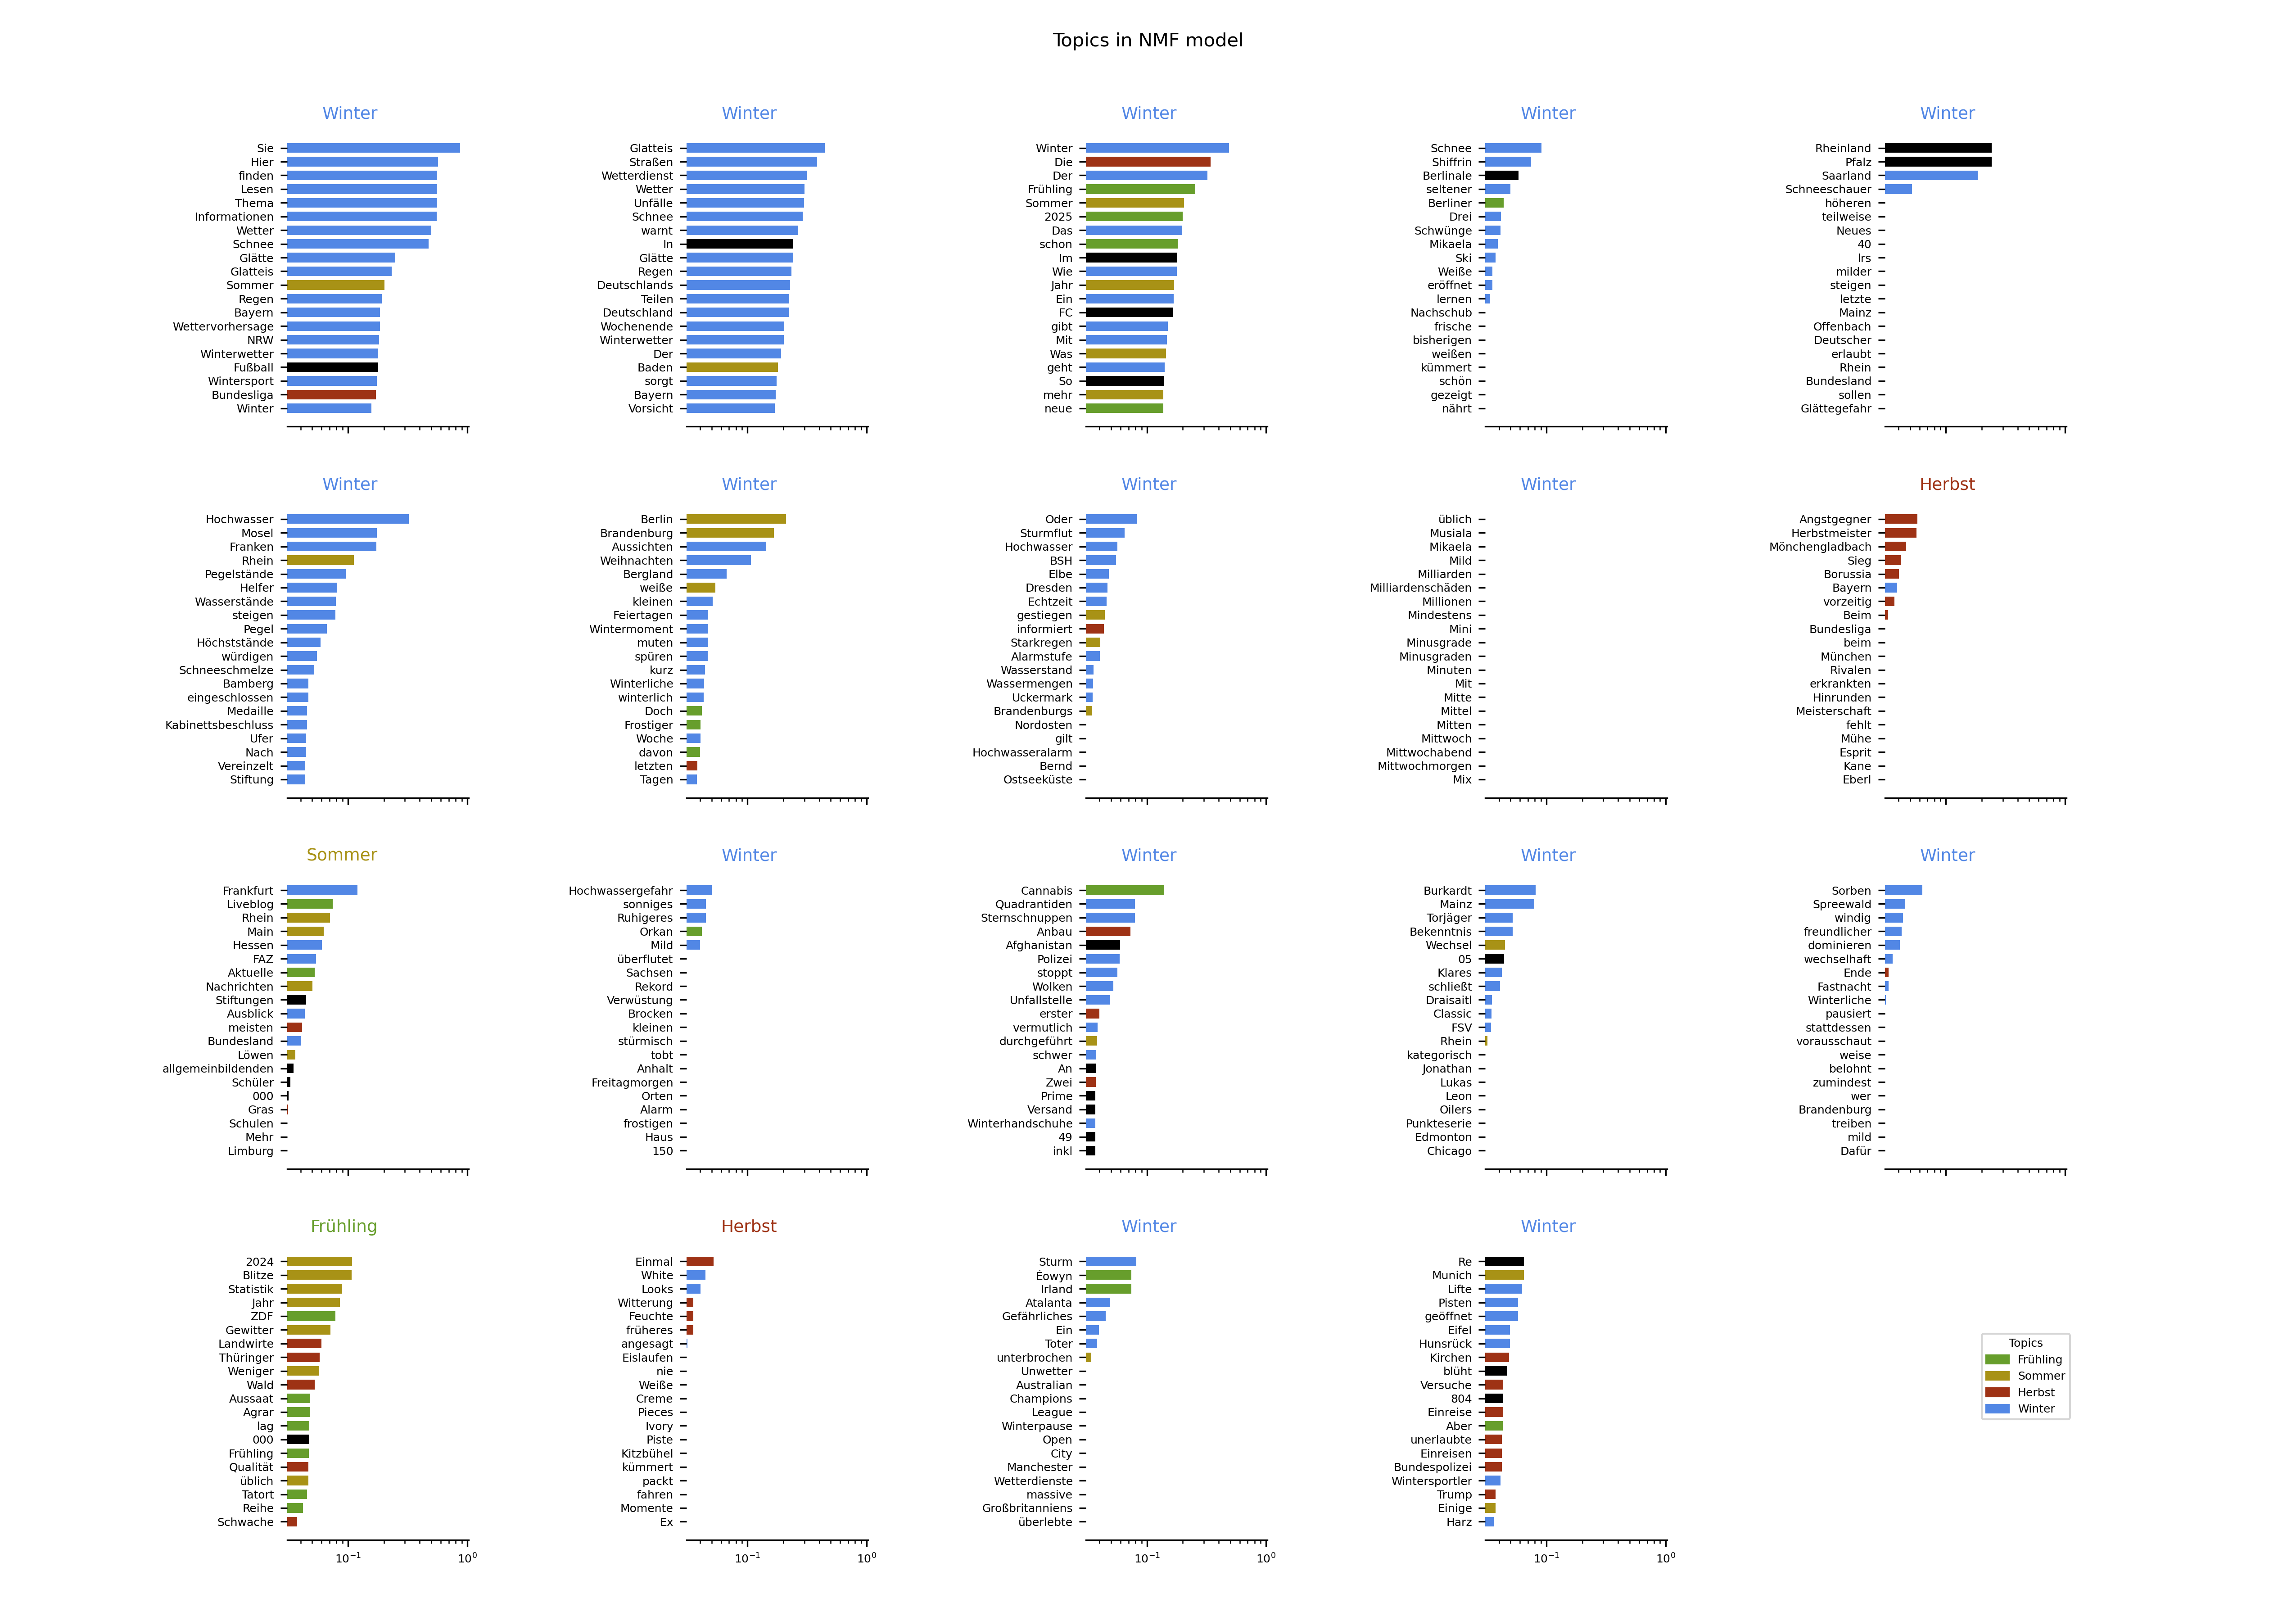 Topics in NMF model
Winter
Sie
Hier
finden
Lesen
Thema
Informationen
Wetter
Schnee
Glätte
Glatteis
Sommer
Regen
Bayern
Wettervorhersage
NRW
Winterwetter
Fußball
Wintersport
Bundesliga
Winter
Winter
Glatteis
Straßen
Wetterdienst
Wetter
Unfälle
Schnee
warnt
In
Glätte
Regen
Deutschlands
Teilen
Deutschland
Wochenende
Winterwetter
Der
Baden
sorgt
Bayern
Vorsicht
Winter
Winter
Die
Der
Frühling
Sommer
2025
Das
schon
Im
Wie
Jahr
Ein
FC
gibt
Mit
Was
geht
So
mehr
neue
Winter
Schnee
Shiffrin
Berlinale
seltener
Berliner
Drei
Schwünge
Mikaela
Ski
Weiße
eröffnet
lernen
Nachschub
frische
bisherigen
weißen
kümmert
schön
gezeigt
nährt
Winter
Rheinland
Pfalz
Saarland
Schneeschauer
höheren
teilweise
Neues
40
lrs
milder
steigen
letzte
Mainz
Offenbach
Deutscher
erlaubt
Rhein
Bundesland
sollen
Glättegefahr
Winter
Hochwasser
Mosel
Franken
Rhein
Pegelstände
Helfer
Wasserstände
steigen
Pegel
Höchststände
würdigen
Schneeschmelze
Bamberg
eingeschlossen
Medaille
Kabinettsbeschluss
Ufer
Nach
Vereinzelt
Stiftung
Winter
Berlin
Brandenburg
Aussichten
Weihnachten
Bergland
weiße
kleinen
Feiertagen
Wintermoment
muten
spüren
kurz
Winterliche
winterlich
Doch
Frostiger
Woche
davon
letzten
Tagen
Winter
Oder
Sturmflut
Hochwasser
BSH
Elbe
Dresden
Echtzeit
gestiegen
informiert
Starkregen
Alarmstufe
Wasserstand
Wassermengen
Uckermark
Brandenburgs
Nordosten
gilt
Hochwasseralarm
Bernd
Ostseeküste
Winter
üblich
Musiala
Mikaela
Mild
Milliarden
Milliardenschäden
Millionen
Mindestens
Mini
Minusgrade
Minusgraden
Minuten
Mit
Mitte
Mittel
Mitten
Mittwoch
Mittwochabend
Mittwochmorgen
Mix
Herbst
Angstgegner
Herbstmeister
Mönchengladbach
Sieg
Borussia
Bayern
vorzeitig
Beim
Bundesliga
beim
München
Rivalen
erkrankten
Hinrunden
Meisterschaft
fehlt
Mühe
Esprit
Kane
Eberl
Sommer
Frankfurt
Liveblog
Rhein
Main
Hessen
FAZ
Aktuelle
Nachrichten
Stiftungen
Ausblick
meisten
Bundesland
Löwen
allgemeinbildenden
Schüler
000
Gras
Schulen
Mehr
Limburg
Winter
Hochwassergefahr
sonniges
Ruhigeres
Orkan
Mild
überflutet
Sachsen
Rekord
Verwüstung
Brocken
kleinen
stürmisch
tobt
Anhalt
Freitagmorgen
Orten
Alarm
frostigen
Haus
150
Winter
Cannabis
Quadrantiden
Sternschnuppen
Anbau
Afghanistan
Polizei
stoppt
Wolken
Unfallstelle
erster
vermutlich
durchgeführt
schwer
An
Zwei
Prime
Versand
Winterhandschuhe
49
inkl
Winter
Burkardt
Mainz
Torjäger
Bekenntnis
Wechsel
05
Klares
schließt
Draisaitl
Classic
FSV
Rhein
kategorisch
Jonathan
Lukas
Leon
Oilers
Punkteserie
Edmonton
Chicago
Winter
Sorben
Spreewald
windig
freundlicher
dominieren
wechselhaft
Ende
Fastnacht
Winterliche
pausiert
stattdessen
vorausschaut
weise
belohnt
zumindest
wer
Brandenburg
treiben
mild
Dafür
Frühling
2024
Blitze
Statistik
Jahr
ZDF
Gewitter
Landwirte
Thüringer
Weniger
Wald
Aussaat
Agrar
lag
000
Frühling
Qualität
üblich
Tatort
Reihe
Schwache
10⁻¹ 10⁰
Herbst
Einmal
White
Looks
Witterung
Feuchte
früheres
angesagt
Eislaufen
nie
Weiße
Creme
Pieces
Ivory
Piste
Kitzbühel
kümmert
packt
fahren
Momente
Ex
10⁻¹ 10⁰
Winter
Sturm
Éowyn
Irland
Atalanta
Gefährliches
Ein
Toter
unterbrochen
Unwetter
Australian
Champions
League
Winterpause
Open
City
Manchester
Wetterdienste
massive
Großbritanniens
überlebte
10⁻¹ 10⁰
Winter
Re
Munich
Lifte
Pisten
geöffnet
Eifel
Hunsrück
Kirchen
blüht
Versuche
804
Einreise
Aber
unerlaubte
Einreisen
Bundespolizei
Wintersportler
Trump
Einige
Harz
10⁻¹ 10⁰
Topics
Frühling
Sommer
Herbst
Winter